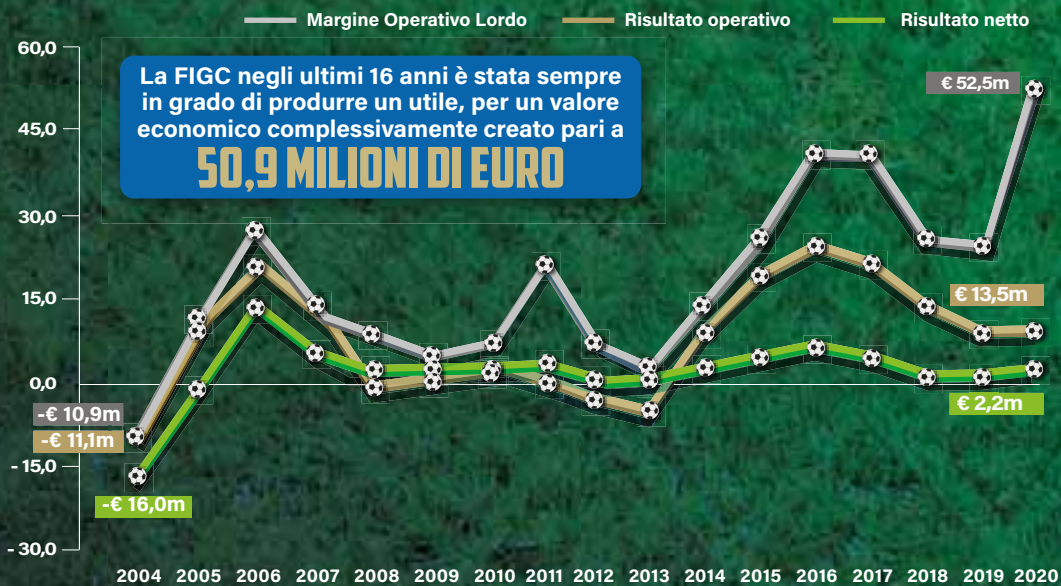 Margine Operativo Lordo Risultato operativo Risultato netto
60,0
La FIGC negli ultimi 16 anni è stata sempre
in grado di produrre un utile, per un valore
economico complessivamente creato pari a
50,9 MILIONI DI EURO
€ 52,5m
45,0
30,0
15,0
€ 13,5m
0,0
€ 2,2m
-€ 10,9m
-€ 11,1m
- 15,0
-€ 16,0m
- 30,0
2004 2005 2006 2007 2008 2009 2010 2011 2012 2013 2014 2015 2016 2017 2018 2019 2020